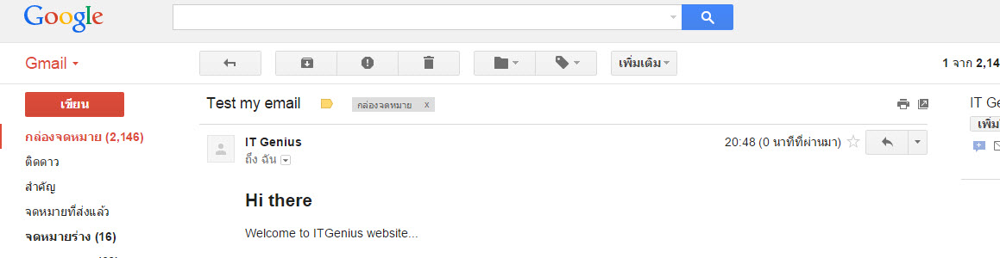 Google
Gmail
เพิ่มเติม
1 จาก 2,14
เขียน
Test my email
กล่องจดหมาย x
IT Ge
กล่องจดหมาย (2,146)
IT Genius
20:48 (0 นาทีที่ผ่านมา)
ติดดาว
ถึง ฉัน
สำคัญ
จดหมายที่ส่งแล้ว
Hi there
จดหมายร่าง (16)
Welcome to ITGenius website...